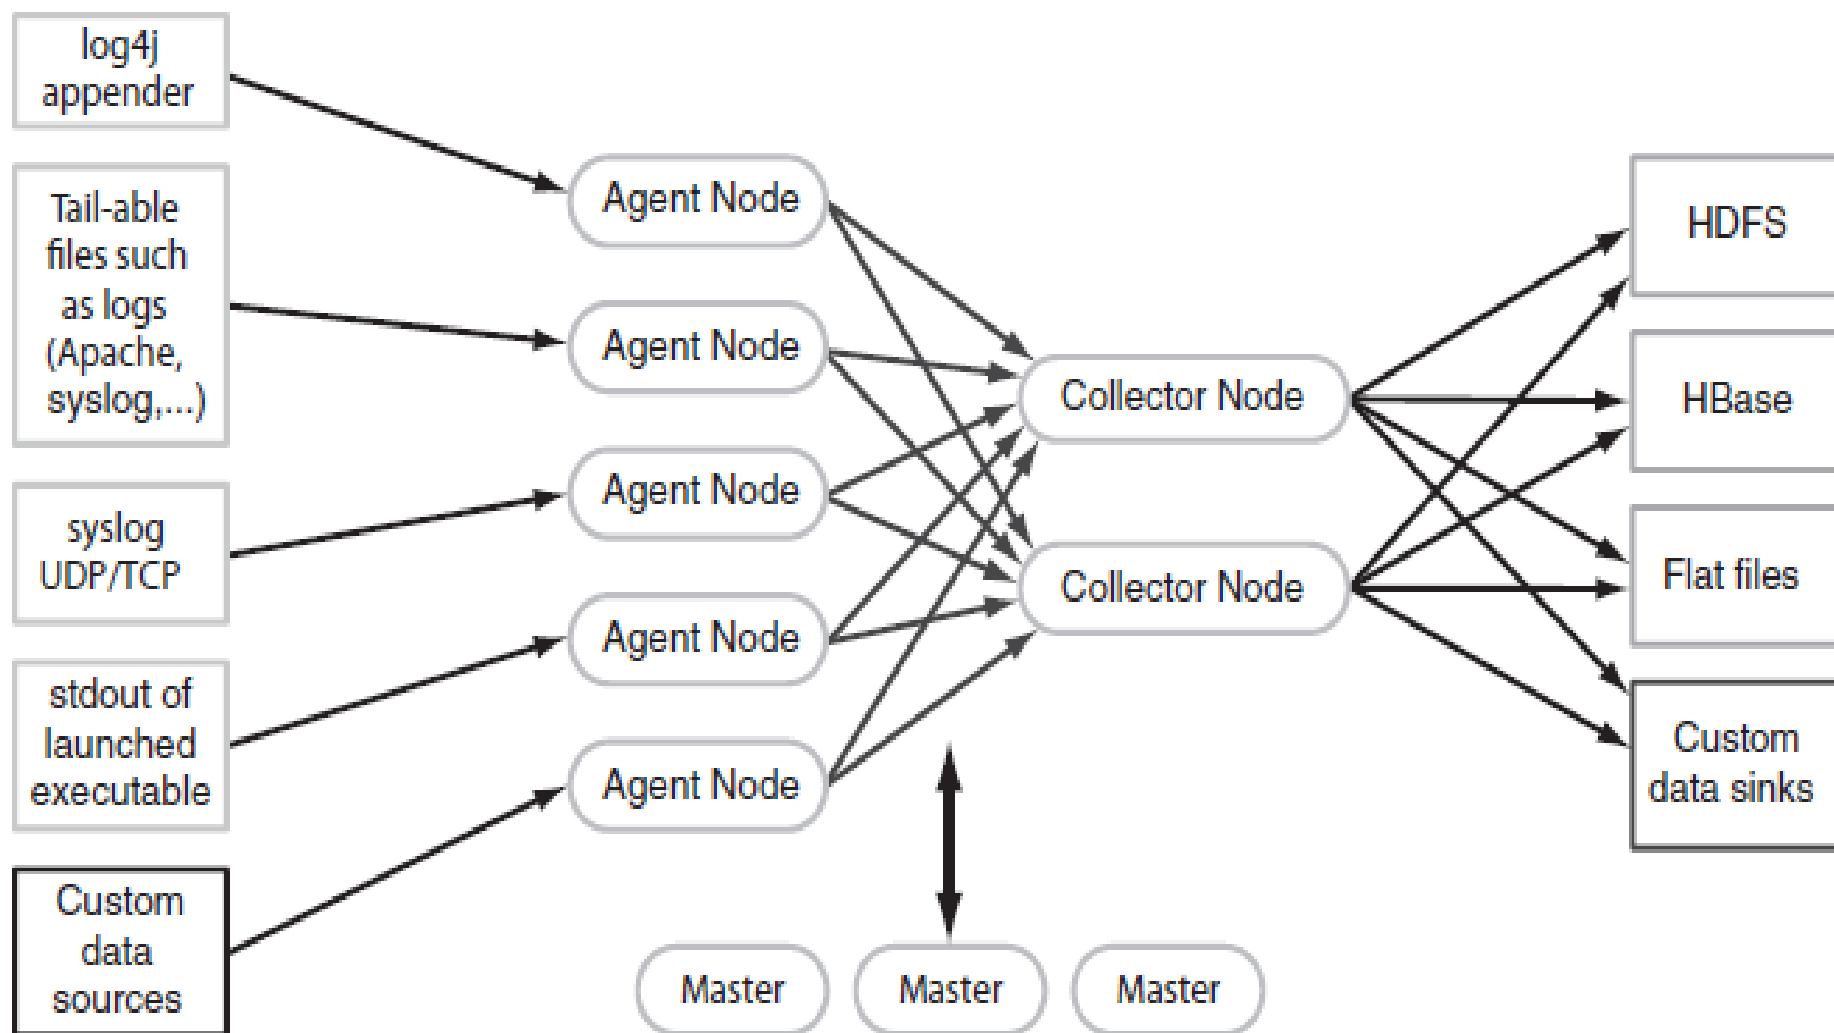 log4j
appender
Tail-able
files such
as logs
(Apache,
syslog,...)
syslog
UDP/TCP
stdout of
launched
executable
Custom
data
sources
Agent Node
Agent Node
Agent Node
Agent Node
Agent Node
Collector Node
Collector Node
Master
Master
Master
HDFS
HBase
Flat files
Custom
data sinks